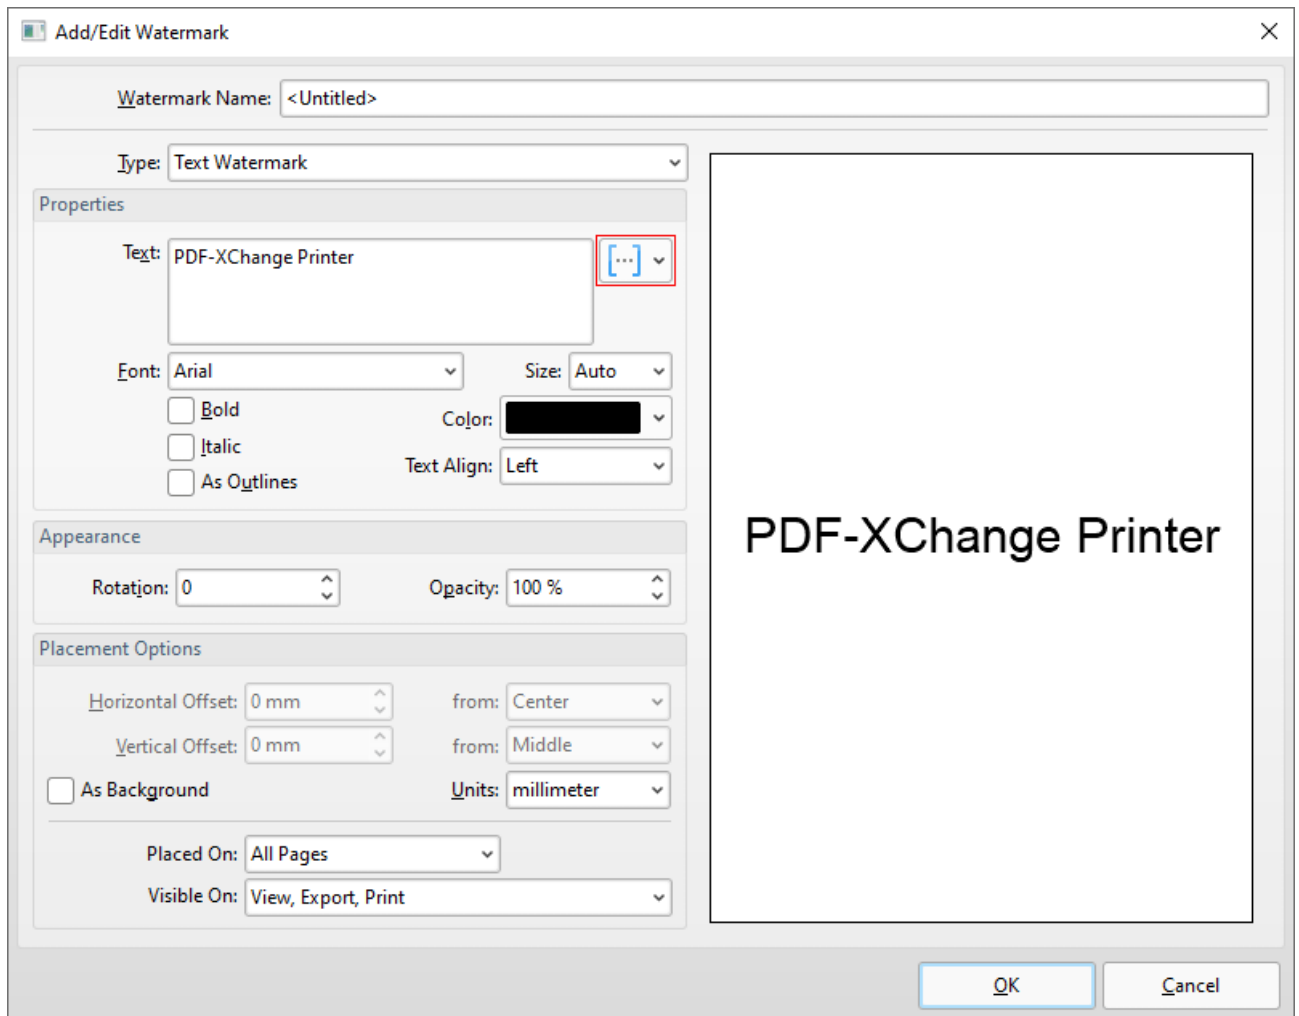 Add/Edit Watermark
Watermark Name: <Untitled>
Type: Text Watermark
Properties
Text: PDF-XChange Printer
[...]
Font: Arial Size: Auto
Bold
Color:
Italic
Text Align: Left
As Outlines
Appearance
Rotation: 0 Opacity: 100 %
Placement Options
Horizontal Offset: 0 mm from: Center
Vertical Offset: 0 mm from: Middle
As Background Units: millimeter
Placed On: All Pages
Visible On: View, Export, Print
PDF-XChange Printer
OK Cancel